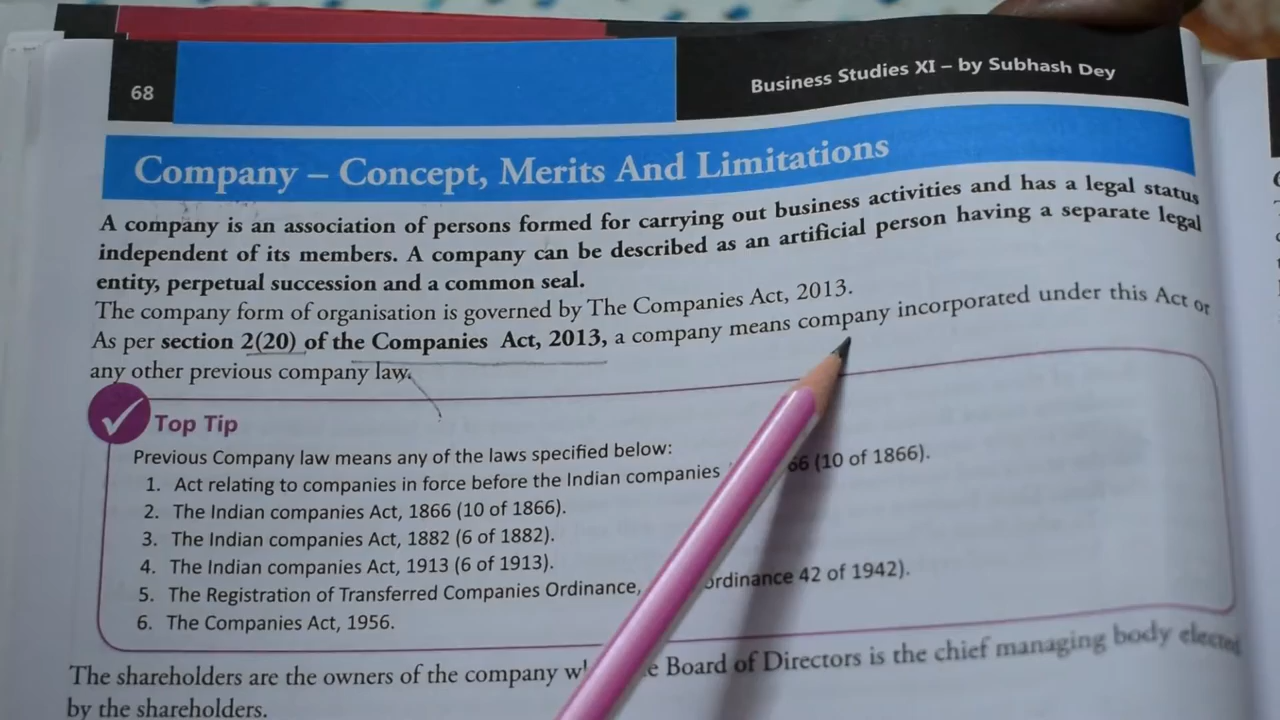 68
Business Studies XI – by Subhash Dey
Company – Concept, Merits And Limitations
A company is an association of persons formed for carrying out business activities and has a legal status
independent of its members. A company can be described as an artificial person having a separate legal
entity, perpetual succession and a common seal.
The company form of organisation is governed by The Companies Act, 2013.
As per section 2(20) of the Companies Act, 2013, a company means company incorporated under this Act or
any other previous company law.
Top Tip
Previous Company law means any of the laws specified below:
1. Act relating to companies in force before the Indian companies 66 (10 of 1866).
2. The Indian companies Act, 1866 (10 of 1866).
3. The Indian companies Act, 1882 (6 of 1882).
4. The Indian companies Act, 1913 (6 of 1913).
5. The Registration of Transferred Companies Ordinance, rdinance 42 of 1942).
6. The Companies Act, 1956.
The shareholders are the owners of the company Board of Directors is the chief managing body elected
by the shareholders.